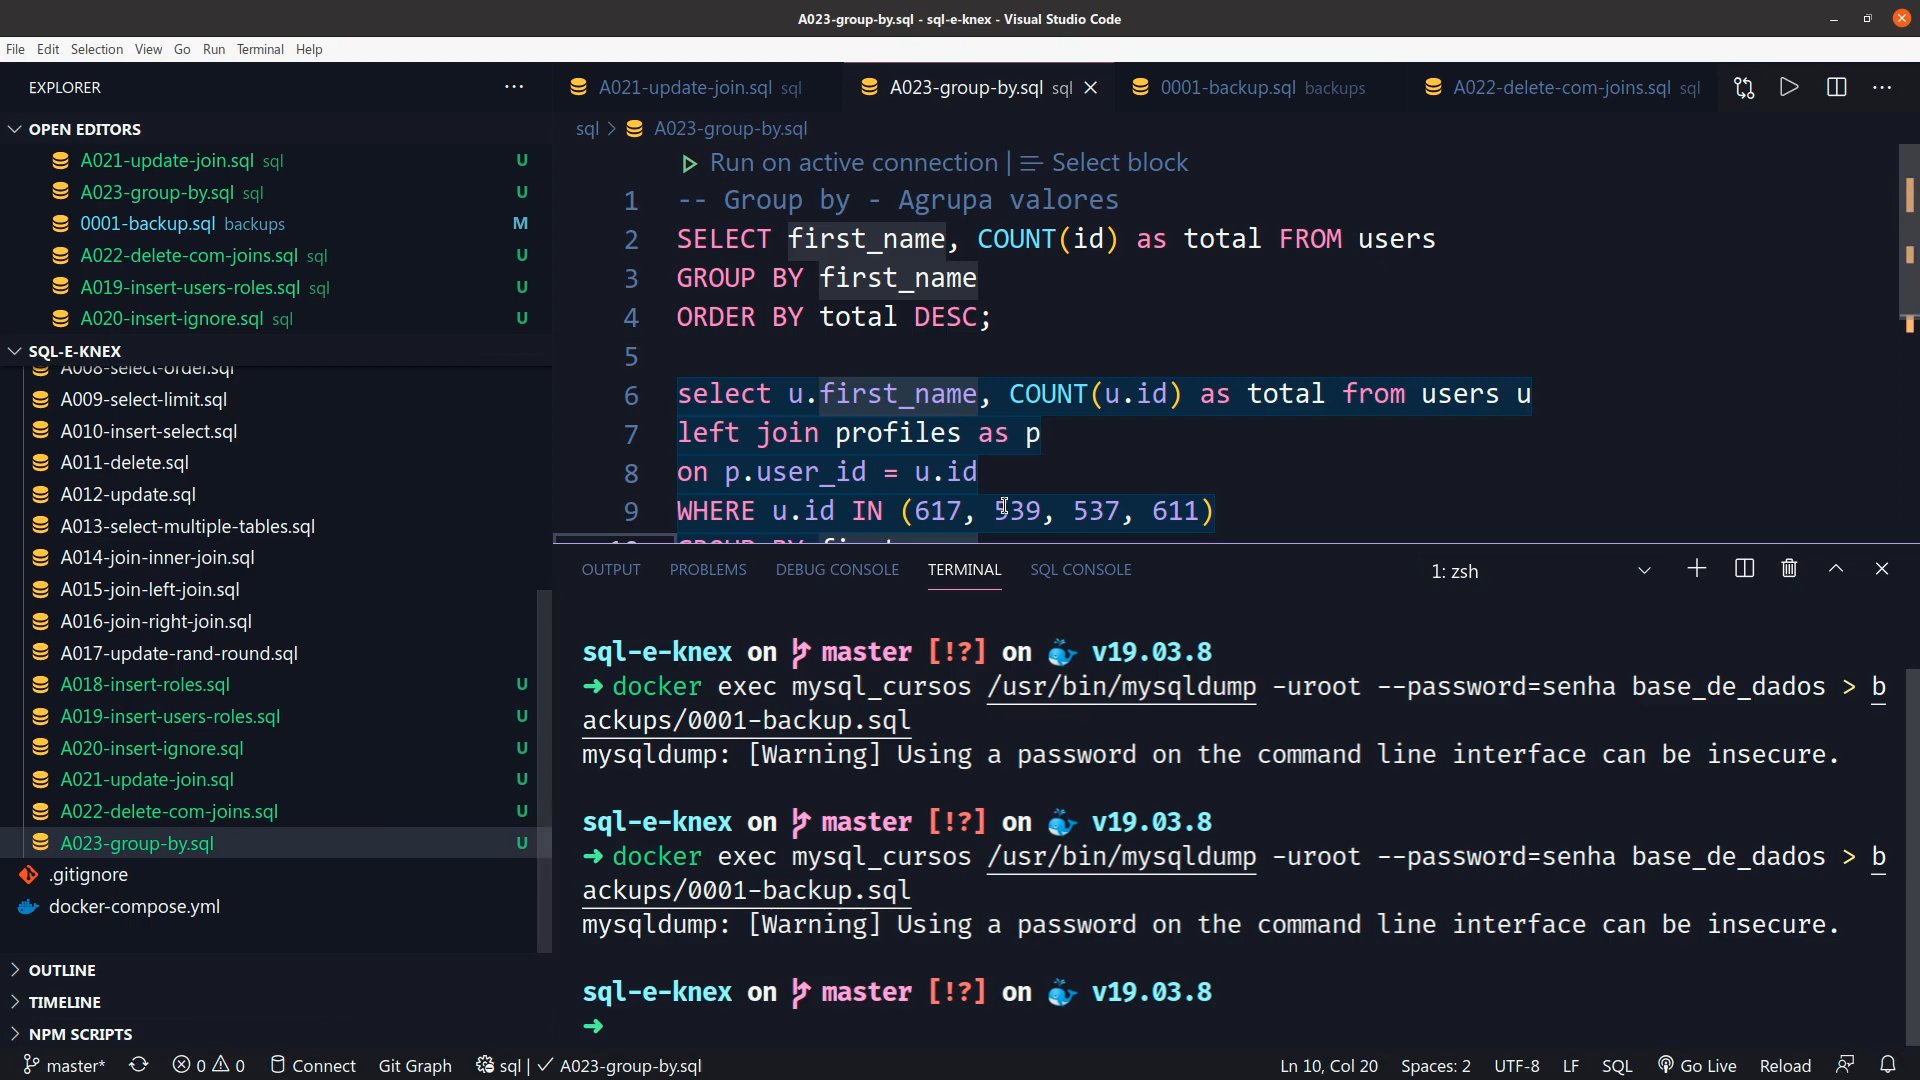 A023-group-by.sql - sql-e-knex - Visual Studio Code
File Edit Selection View Go Run Terminal Help
EXPLORER
OPEN EDITORS
A021-update-join.sql sql U
A023-group-by.sql sql U
0001-backup.sql backups M
A022-delete-com-joins.sql sql U
A019-insert-users-roles.sql sql U
A020-insert-ignore.sql sql U
SQL-E-KNEX
A008-select-order.sql
A009-select-limit.sql
A010-insert-select.sql
A011-delete.sql
A012-update.sql
A013-select-multiple-tables.sql
A014-join-inner-join.sql
A015-join-left-join.sql
A016-join-right-join.sql
A017-update-rand-round.sql
A018-insert-roles.sql U
A019-insert-users-roles.sql U
A020-insert-ignore.sql U
A021-update-join.sql U
A022-delete-com-joins.sql U
A023-group-by.sql U
.gitignore
docker-compose.yml
OUTLINE
TIMELINE
NPM SCRIPTS
A021-update-join.sql sql A023-group-by.sql sql 0001-backup.sql backups A022-delete-com-joins.sql sql
sql > A023-group-by.sql
Run on active connection | Select block
1 -- Group by - Agrupa valores
2 SELECT first_name, COUNT(id) as total FROM users
3 GROUP BY first_name
4 ORDER BY total DESC;
5
6 select u.first_name, COUNT(u.id) as total from users u
7 left join profiles as p
8 on p.user_id = u.id
9 WHERE u.id IN (617, 539, 537, 611)
OUTPUT PROBLEMS DEBUG CONSOLE TERMINAL SQL CONSOLE 1: zsh
sql-e-knex on master [!?] on v19.03.8
➜ docker exec mysql_cursos /usr/bin/mysqldump -uroot --password=senha base_de_dados > b
ackups/0001-backup.sql
mysqldump: [Warning] Using a password on the command line interface can be insecure.
sql-e-knex on master [!?] on v19.03.8
➜ docker exec mysql_cursos /usr/bin/mysqldump -uroot --password=senha base_de_dados > b
ackups/0001-backup.sql
mysqldump: [Warning] Using a password on the command line interface can be insecure.
sql-e-knex on master [!?] on v19.03.8
➜
master* 0 0 Connect Git Graph sql | A023-group-by.sql Ln 10, Col 20 Spaces: 2 UTF-8 LF SQL Go Live Reload